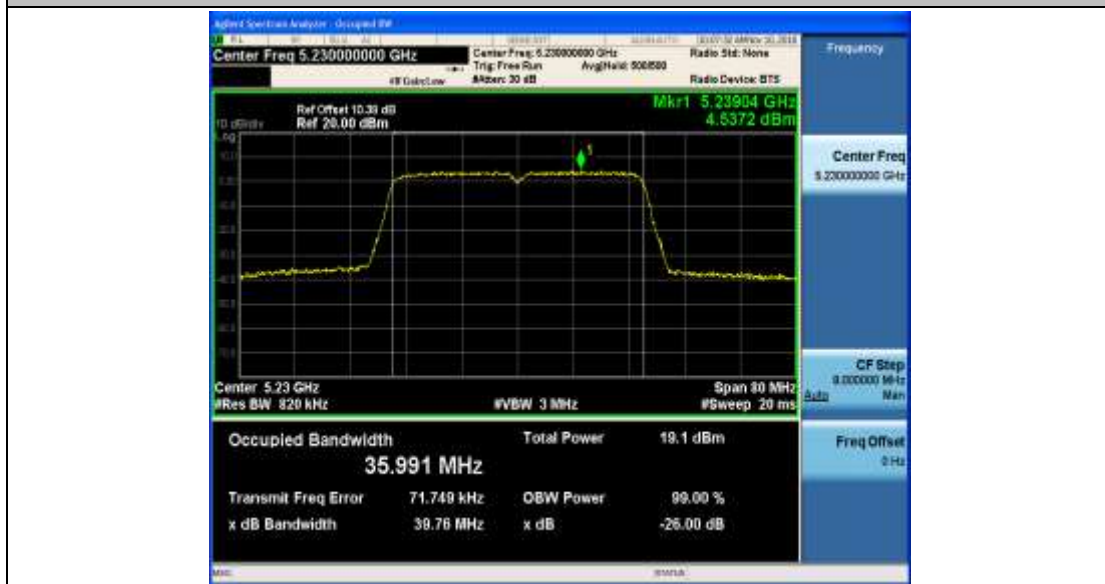 Agilent Spectrum Analyzer - Occupied BW
Center Freq 5.230000000 GHz
Center Freq: 5.230000000 GHz
Radio Std: None
Trig: Free Run
Avg|Hold: 500/500
#IFGain:Low
#Atten: 30 dB
Radio Device: BTS
Frequency
Mkr1 5.23904 GHz
4.5372 dBm
Ref Offset 10.39 dB
10 dB/div
Ref 20.00 dBm
Log
1
Center Freq
5.230000000 GHz
Center 5.23 GHz
Span 80 MHz
#Res BW 820 kHz
#VBW 3 MHz
#Sweep 20 ms
CF Step
8.000000 MHz
Auto
Man
Occupied Bandwidth
35.991 MHz
Total Power
19.1 dBm
Freq Offset
0 Hz
Transmit Freq Error
71.749 kHz
OBW Power
99.00 %
x dB Bandwidth
39.76 MHz
x dB
-26.00 dB
MSG
STATUS